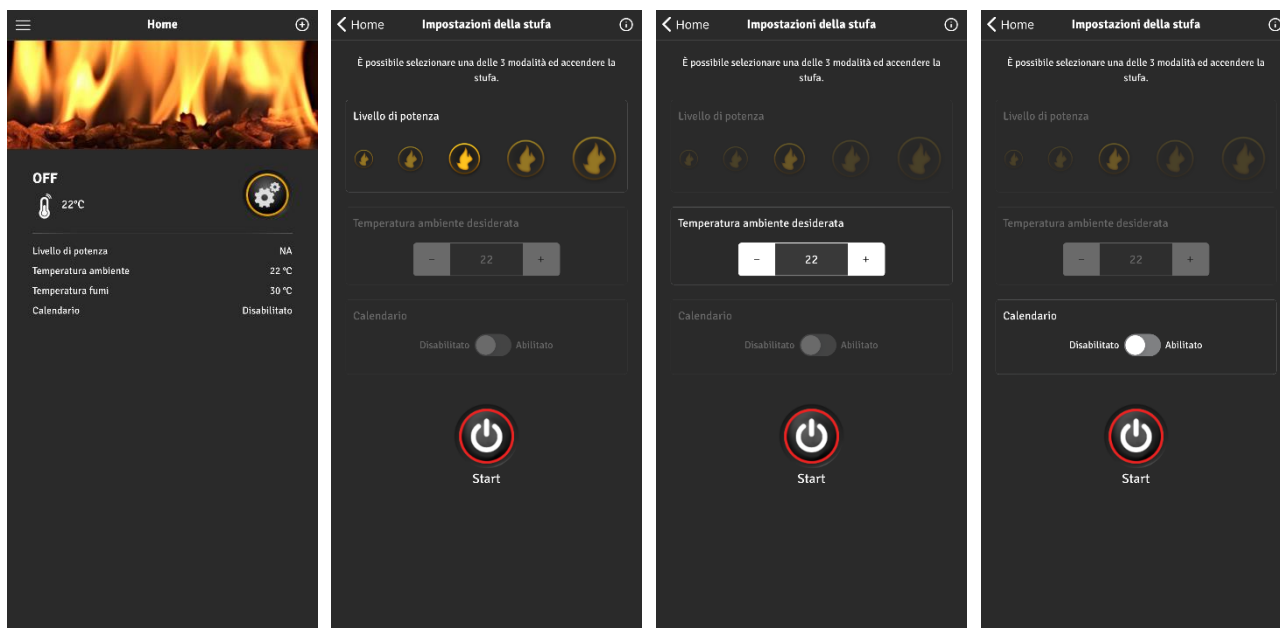 Home
OFF
22°C
Livello di potenza NA
Temperatura ambiente 22 °C
Temperatura fumi 30 °C
Calendario Disabilitato
Home Impostazioni della stufa
È possibile selezionare una delle 3 modalità ed accendere la
stufa.
Livello di potenza
Temperatura ambiente desiderata
- 22 +
Calendario
Disabilitato Abilitato
Start
Home Impostazioni della stufa
È possibile selezionare una delle 3 modalità ed accendere la
stufa.
Livello di potenza
Temperatura ambiente desiderata
- 22 +
Calendario
Disabilitato Abilitato
Start
Home Impostazioni della stufa
È possibile selezionare una delle 3 modalità ed accendere la
stufa.
Livello di potenza
Temperatura ambiente desiderata
- 22 +
Calendario
Disabilitato Abilitato
Start